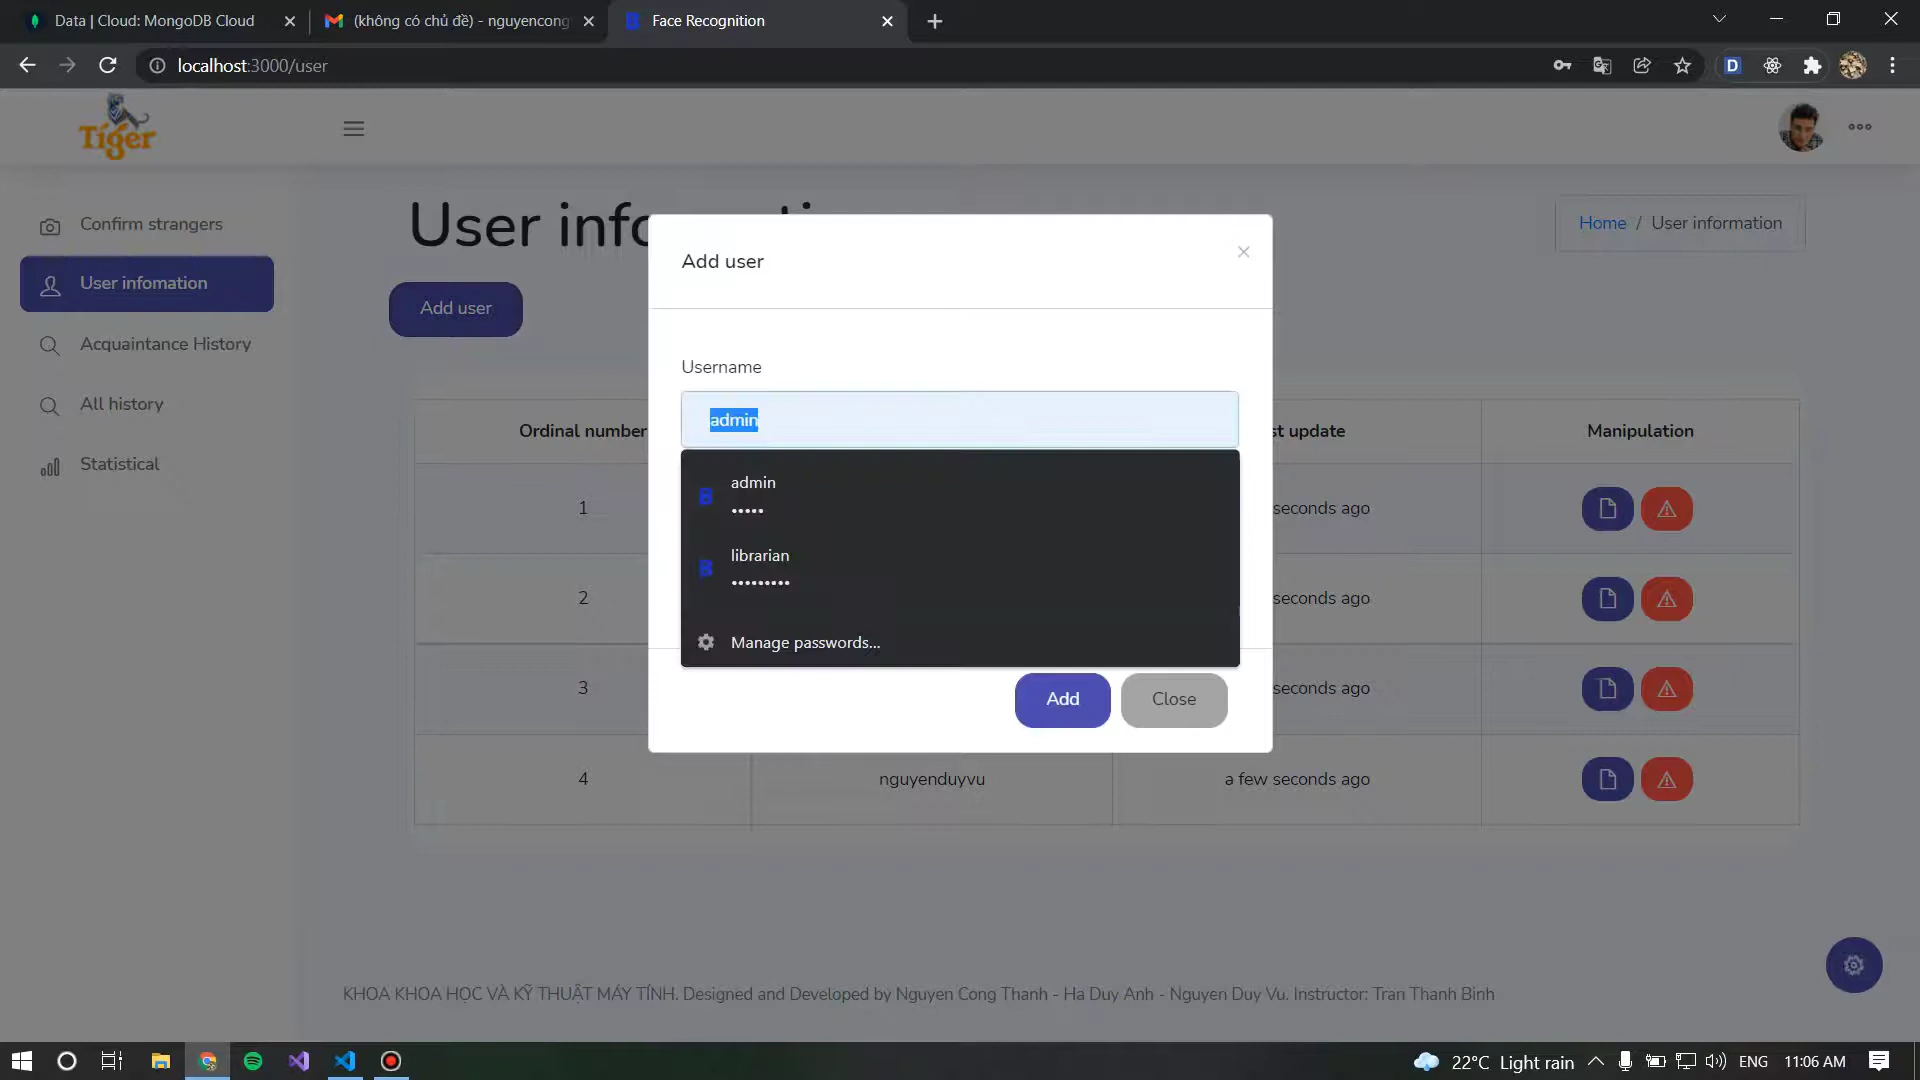 Data | Cloud: MongoDB Cloud
(không có chủ đề) - nguyencong
Face Recognition
localhost:3000/user
D
Tiger
User info
Home / User information
Confirm strangers
User infomation
Acquaintance History
All history
Statistical
Add user
Add user
Username
admin
admin
•••••
librarian
•••••••••
Manage passwords...
Add
Close
Ordinal number
st update
Manipulation
1
seconds ago
2
seconds ago
3
seconds ago
4
nguyenduyvu
a few seconds ago
KHOA KHOA HỌC VÀ KỸ THUẬT MÁY TÍNH. Designed and Developed by Nguyen Cong Thanh - Ha Duy Anh - Nguyen Duy Vu. Instructor: Tran Thanh Binh
22°C Light rain
ENG
11:06 AM